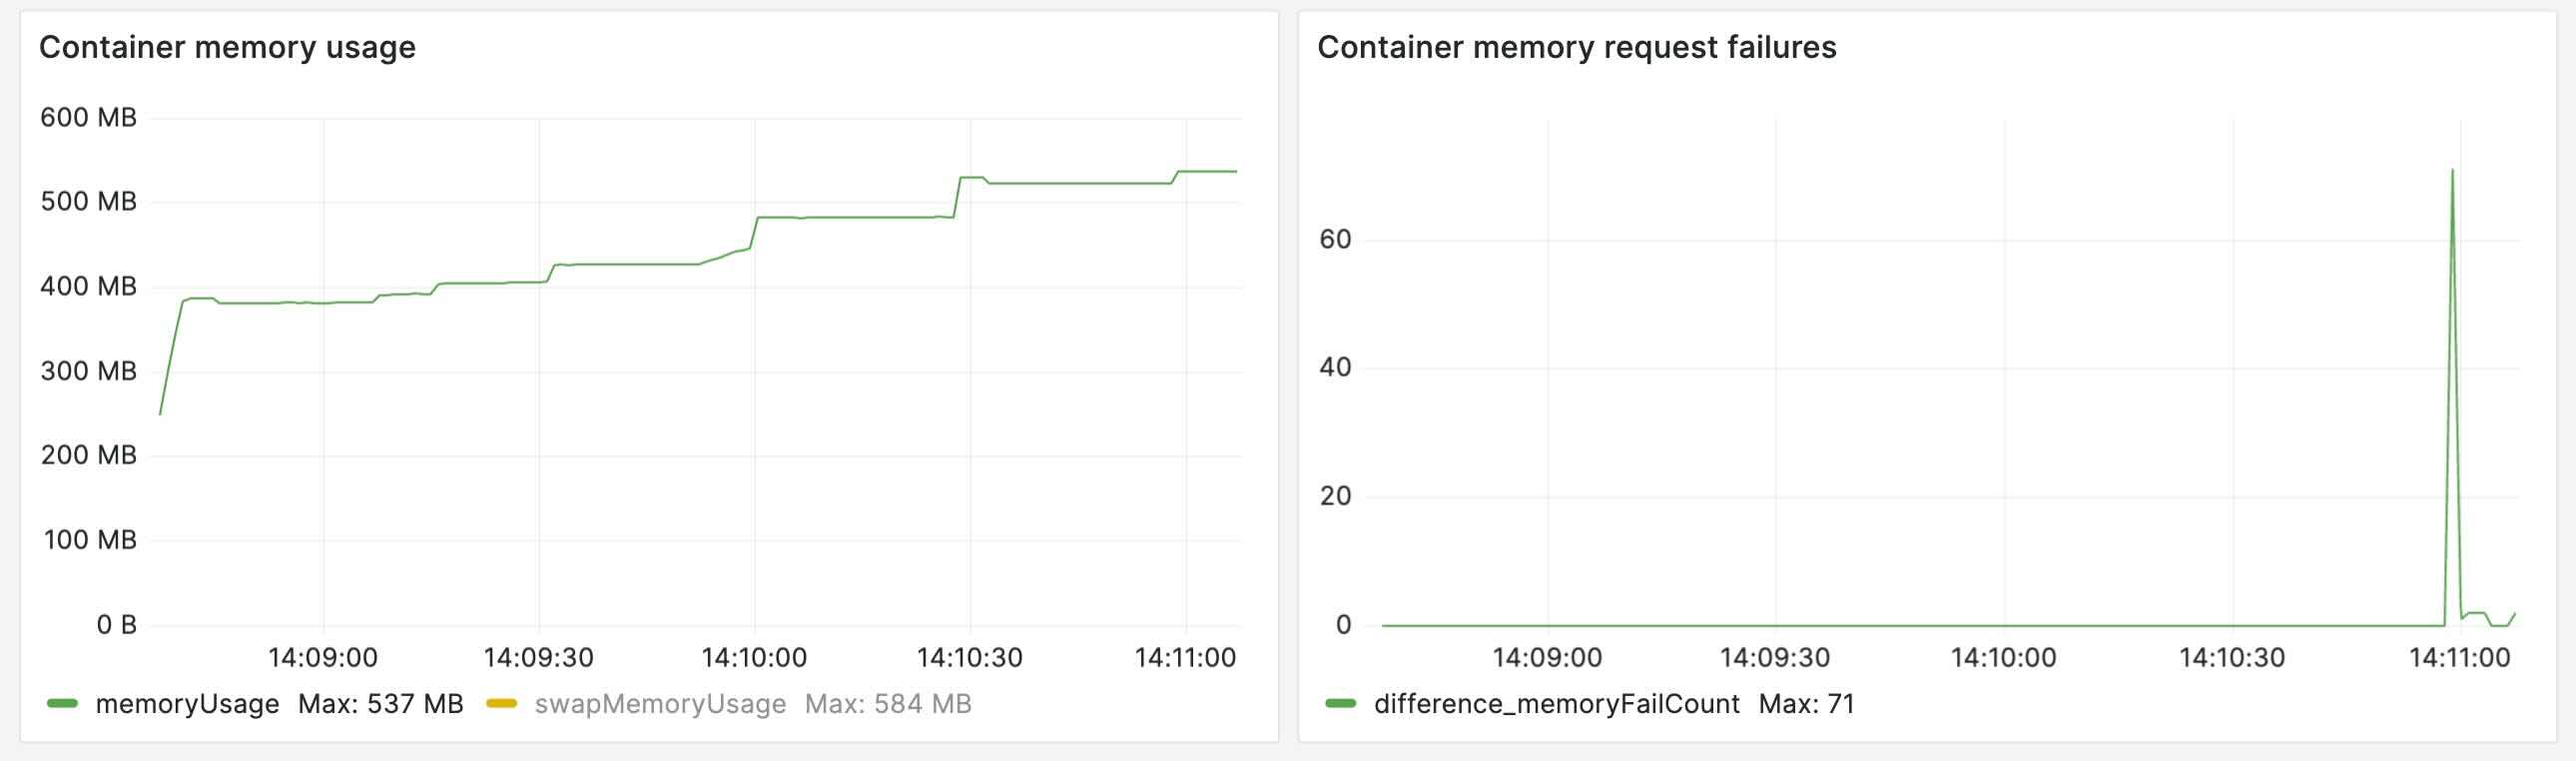 Container memory usage
600 MB
500 MB
400 MB
300 MB
200 MB
100 MB
0 B
14:09:00 14:09:30 14:10:00 14:10:30 14:11:00
memoryUsage Max: 537 MB swapMemoryUsage Max: 584 MB
Container memory request failures
60
40
20
0
14:09:00 14:09:30 14:10:00 14:10:30 14:11:00
difference_memoryFailCount Max: 71